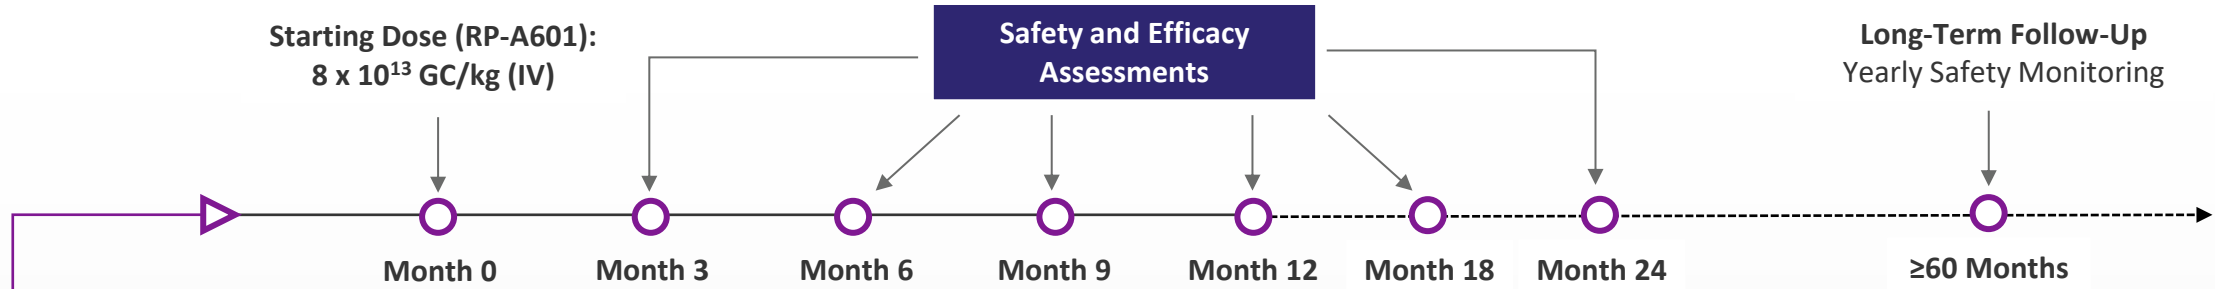 Starting Dose (RP-A601):
8 x 10¹³ GC/kg (IV)
Safety and Efficacy
Assessments
Long-Term Follow-Up
Yearly Safety Monitoring
Month 0
Month 3
Month 6
Month 9
Month 12
Month 18
Month 24
≥60 Months